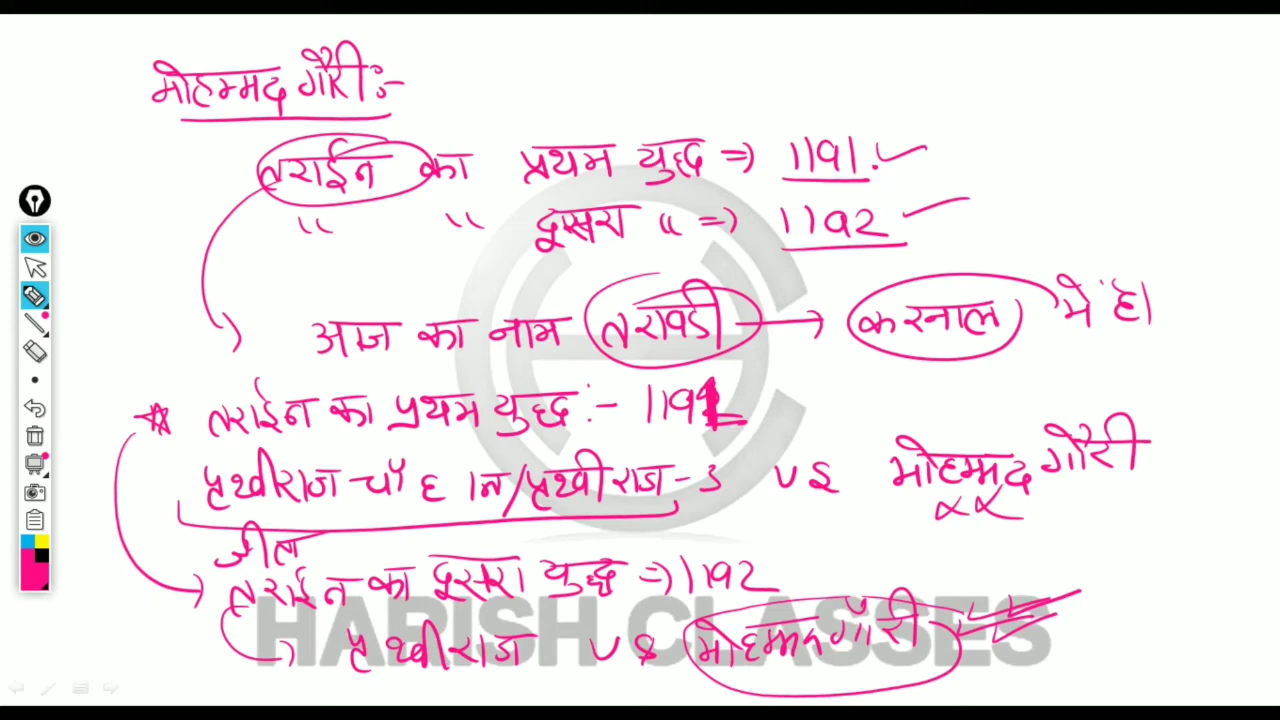 मोहम्मद गौरी:-
तराईन का प्रथम युद्ध => 1191.
“ “ दूसरा “ => 1192
आज का नाम तरावडी → करनाल में है।
☆ तराईन का प्रथम युद्ध :- 1191
पृथ्वीराज चौहान/पृथ्वीराज-3 vs मोहम्मद गौरी
जीता
तराईन का दूसरा युद्ध => 1192
पृथ्वीराज vs मोहम्मद गौरी
HARISH CLASSES